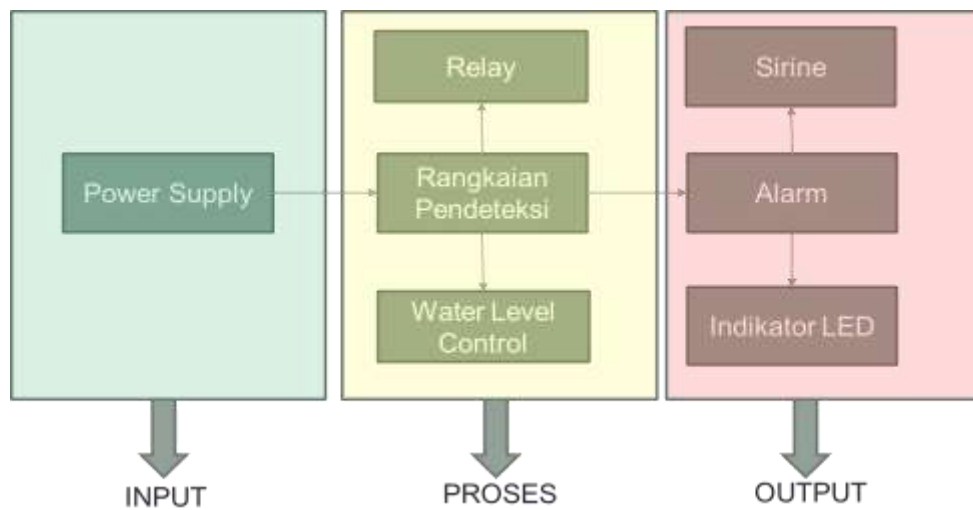 Relay
Sirine
Power Supply
Rangkaian
Pendeteksi
Alarm
Water Level
Control
Indikator LED
INPUT
PROSES
OUTPUT